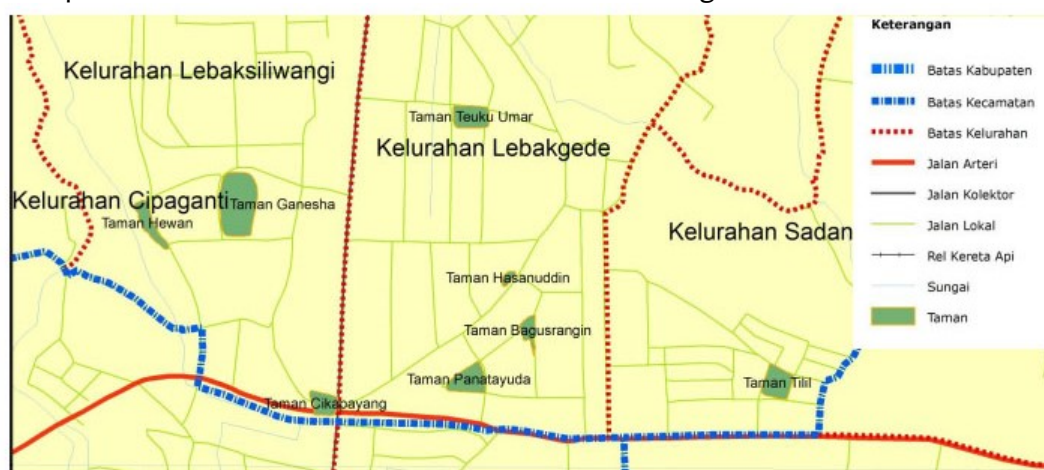 Kelurahan Lebaksiliwangi
Taman Teuku Umar
Kelurahan Lebakgede
Kelurahan Cipaganti
Taman Ganesha
Taman Hewan
Kelurahan Sadan
Taman Hasanuddin
Taman Bagusrangin
Taman Panatayuda
Taman Tilil
Taman Cikapayang
Keterangan
Batas Kabupaten
Batas Kecamatan
Batas Kelurahan
Jalan Arteri
Jalan Kolektor
Jalan Lokal
Rel Kereta Api
Sungai
Taman